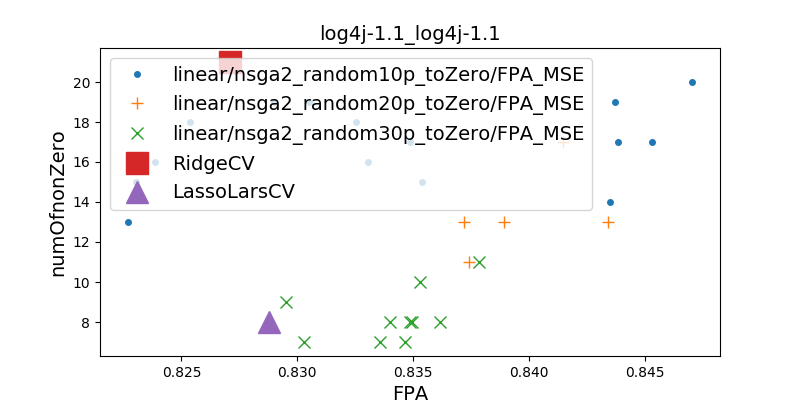 log4j-1.1_log4j-1.1
linear/nsga2_random10p_toZero/FPA_MSE
linear/nsga2_random20p_toZero/FPA_MSE
linear/nsga2_random30p_toZero/FPA_MSE
RidgeCV
LassoLarsCV
numOfnonZero
20
18
16
14
12
10
8
0.825
0.830
0.835
0.840
0.845
FPA